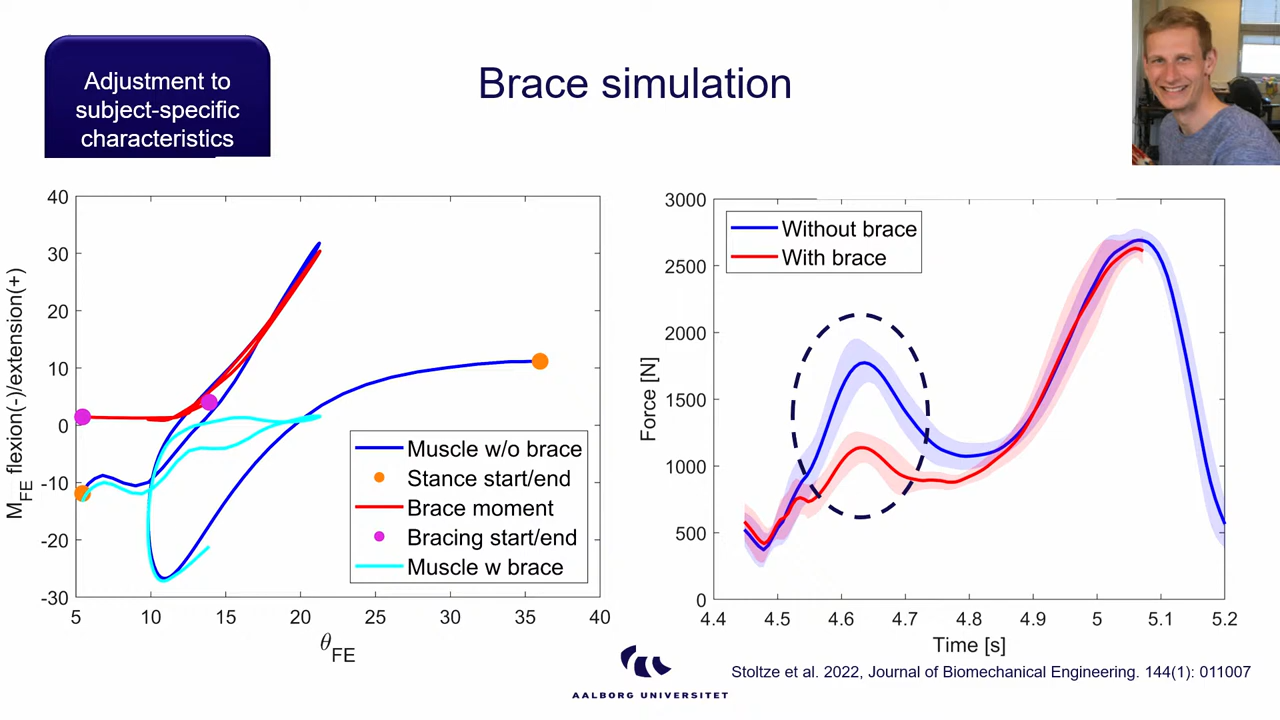 Adjustment to
subject-specific
characteristics
Brace simulation
40
30
20
10
0
-10
-20
-30
M_FE flexion(-)/extension(+)
5
10
15
20
25
30
35
40
θ_FE
Muscle w/o brace
Stance start/end
Brace moment
Bracing start/end
Muscle w brace
3000
2500
2000
1500
1000
500
0
Force [N]
Without brace
With brace
4.4
4.5
4.6
4.7
4.8
4.9
5
5.1
5.2
Time [s]
AALBORG UNIVERSITET
Stoltze et al. 2022, Journal of Biomechanical Engineering. 144(1): 011007